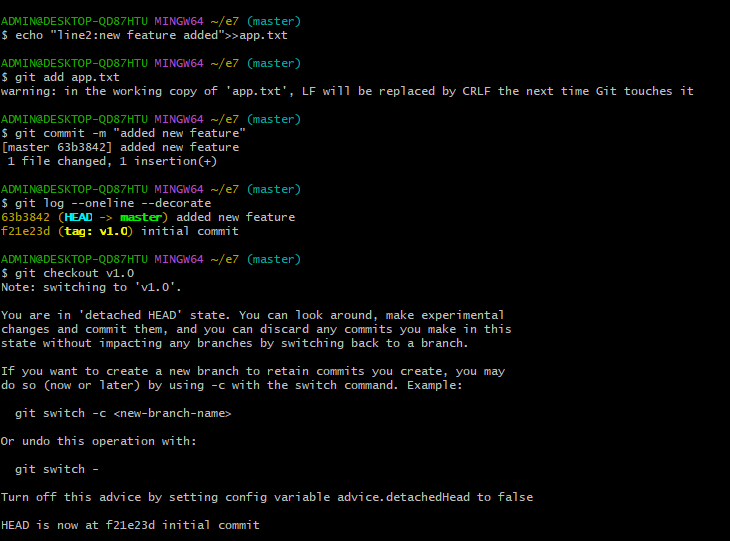 ADMIN@DESKTOP-QD87HTU MINGW64 ~/e7 (master)
$ echo "line2:new feature added">>app.txt
ADMIN@DESKTOP-QD87HTU MINGW64 ~/e7 (master)
$ git add app.txt
warning: in the working copy of 'app.txt', LF will be replaced by CRLF the next time Git touches it
ADMIN@DESKTOP-QD87HTU MINGW64 ~/e7 (master)
$ git commit -m "added new feature"
[master 63b3842] added new feature
 1 file changed, 1 insertion(+)
ADMIN@DESKTOP-QD87HTU MINGW64 ~/e7 (master)
$ git log --oneline --decorate
63b3842 (HEAD -> master) added new feature
f21e23d (tag: v1.0) initial commit
ADMIN@DESKTOP-QD87HTU MINGW64 ~/e7 (master)
$ git checkout v1.0
Note: switching to 'v1.0'.
You are in 'detached HEAD' state. You can look around, make experimental
changes and commit them, and you can discard any commits you make in this
state without impacting any branches by switching back to a branch.
If you want to create a new branch to retain commits you create, you may
do so (now or later) by using -c with the switch command. Example:
  git switch -c <new-branch-name>
Or undo this operation with:
  git switch -
Turn off this advice by setting config variable advice.detachedHead to false
HEAD is now at f21e23d initial commit